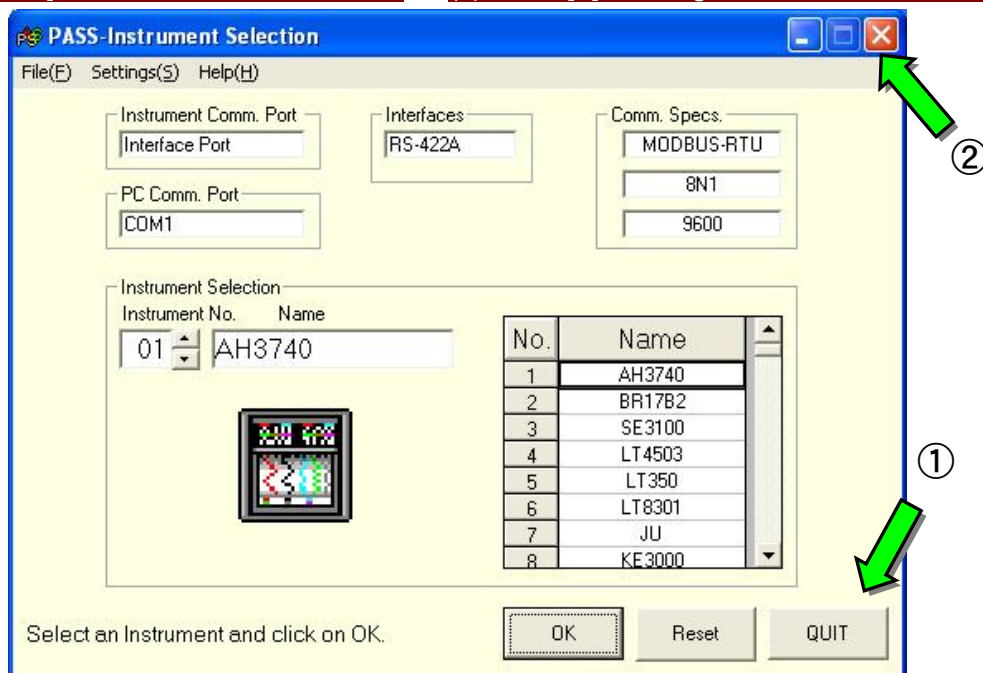 PASS-Instrument Selection
File(F) Settings(S) Help(H)
Instrument Comm. Port
Interface Port
Interfaces
RS-422A
Comm. Specs.
MODBUS-RTU
8N1
9600
②
PC Comm. Port
COM1
Instrument Selection
Instrument No. Name
01 AH3740
No. Name
1 AH3740
2 BR17B2
3 SE3100
4 LT4503
5 LT350
6 LT8301
7 JU
8 KE3000
①
Select an Instrument and click on OK.
OK Reset QUIT